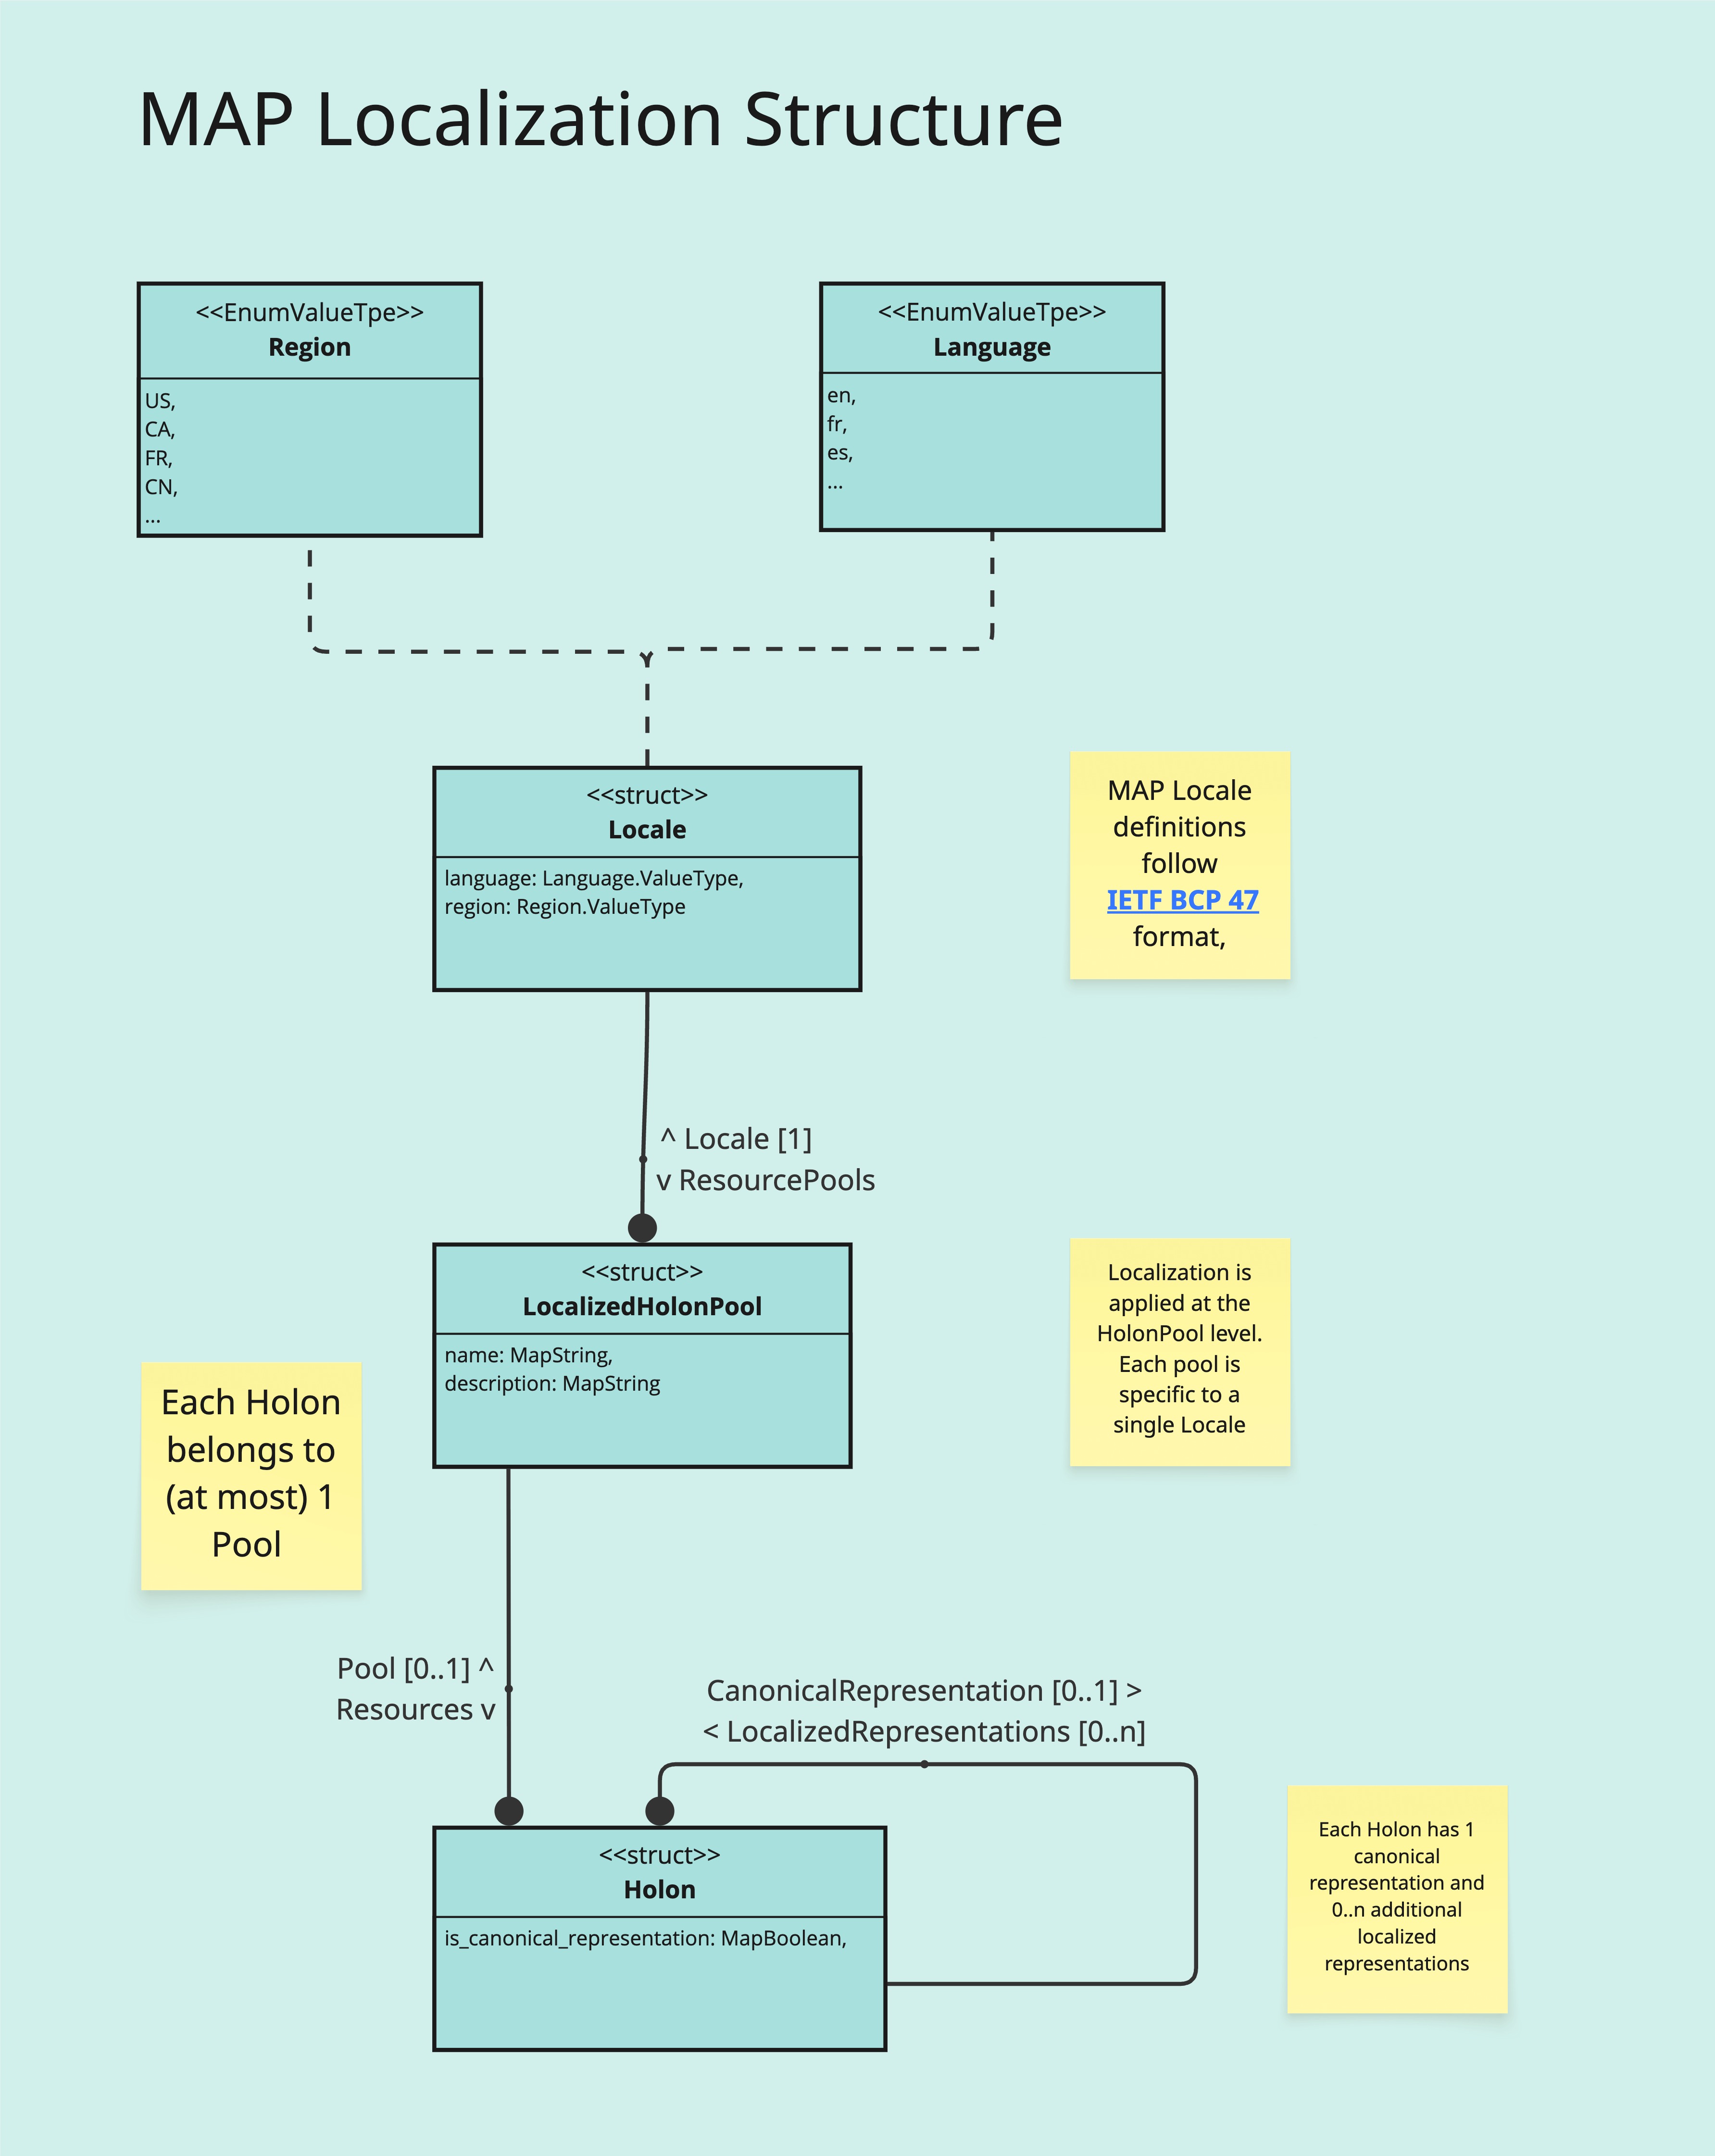 MAP Localization Structure
<<EnumValueTpe>>
Region
US,
CA,
FR,
CN,
...
<<EnumValueTpe>>
Language
en,
fr,
es,
...
<<struct>>
Locale
language: Language.ValueType,
region: Region.ValueType
MAP Locale
definitions
follow
IETF BCP 47
format,
^ Locale [1]
v ResourcePools
<<struct>>
LocalizedHolonPool
name: MapString,
description: MapString
Localization is
applied at the
HolonPool level.
Each pool is
specific to a
single Locale
Each Holon
belongs to
(at most) 1
Pool
Pool [0..1] ^
Resources v
CanonicalRepresentation [0..1] >
< LocalizedRepresentations [0..n]
<<struct>>
Holon
is_canonical_representation: MapBoolean,
Each Holon has 1
canonical
representation and
0..n additional
localized
representations